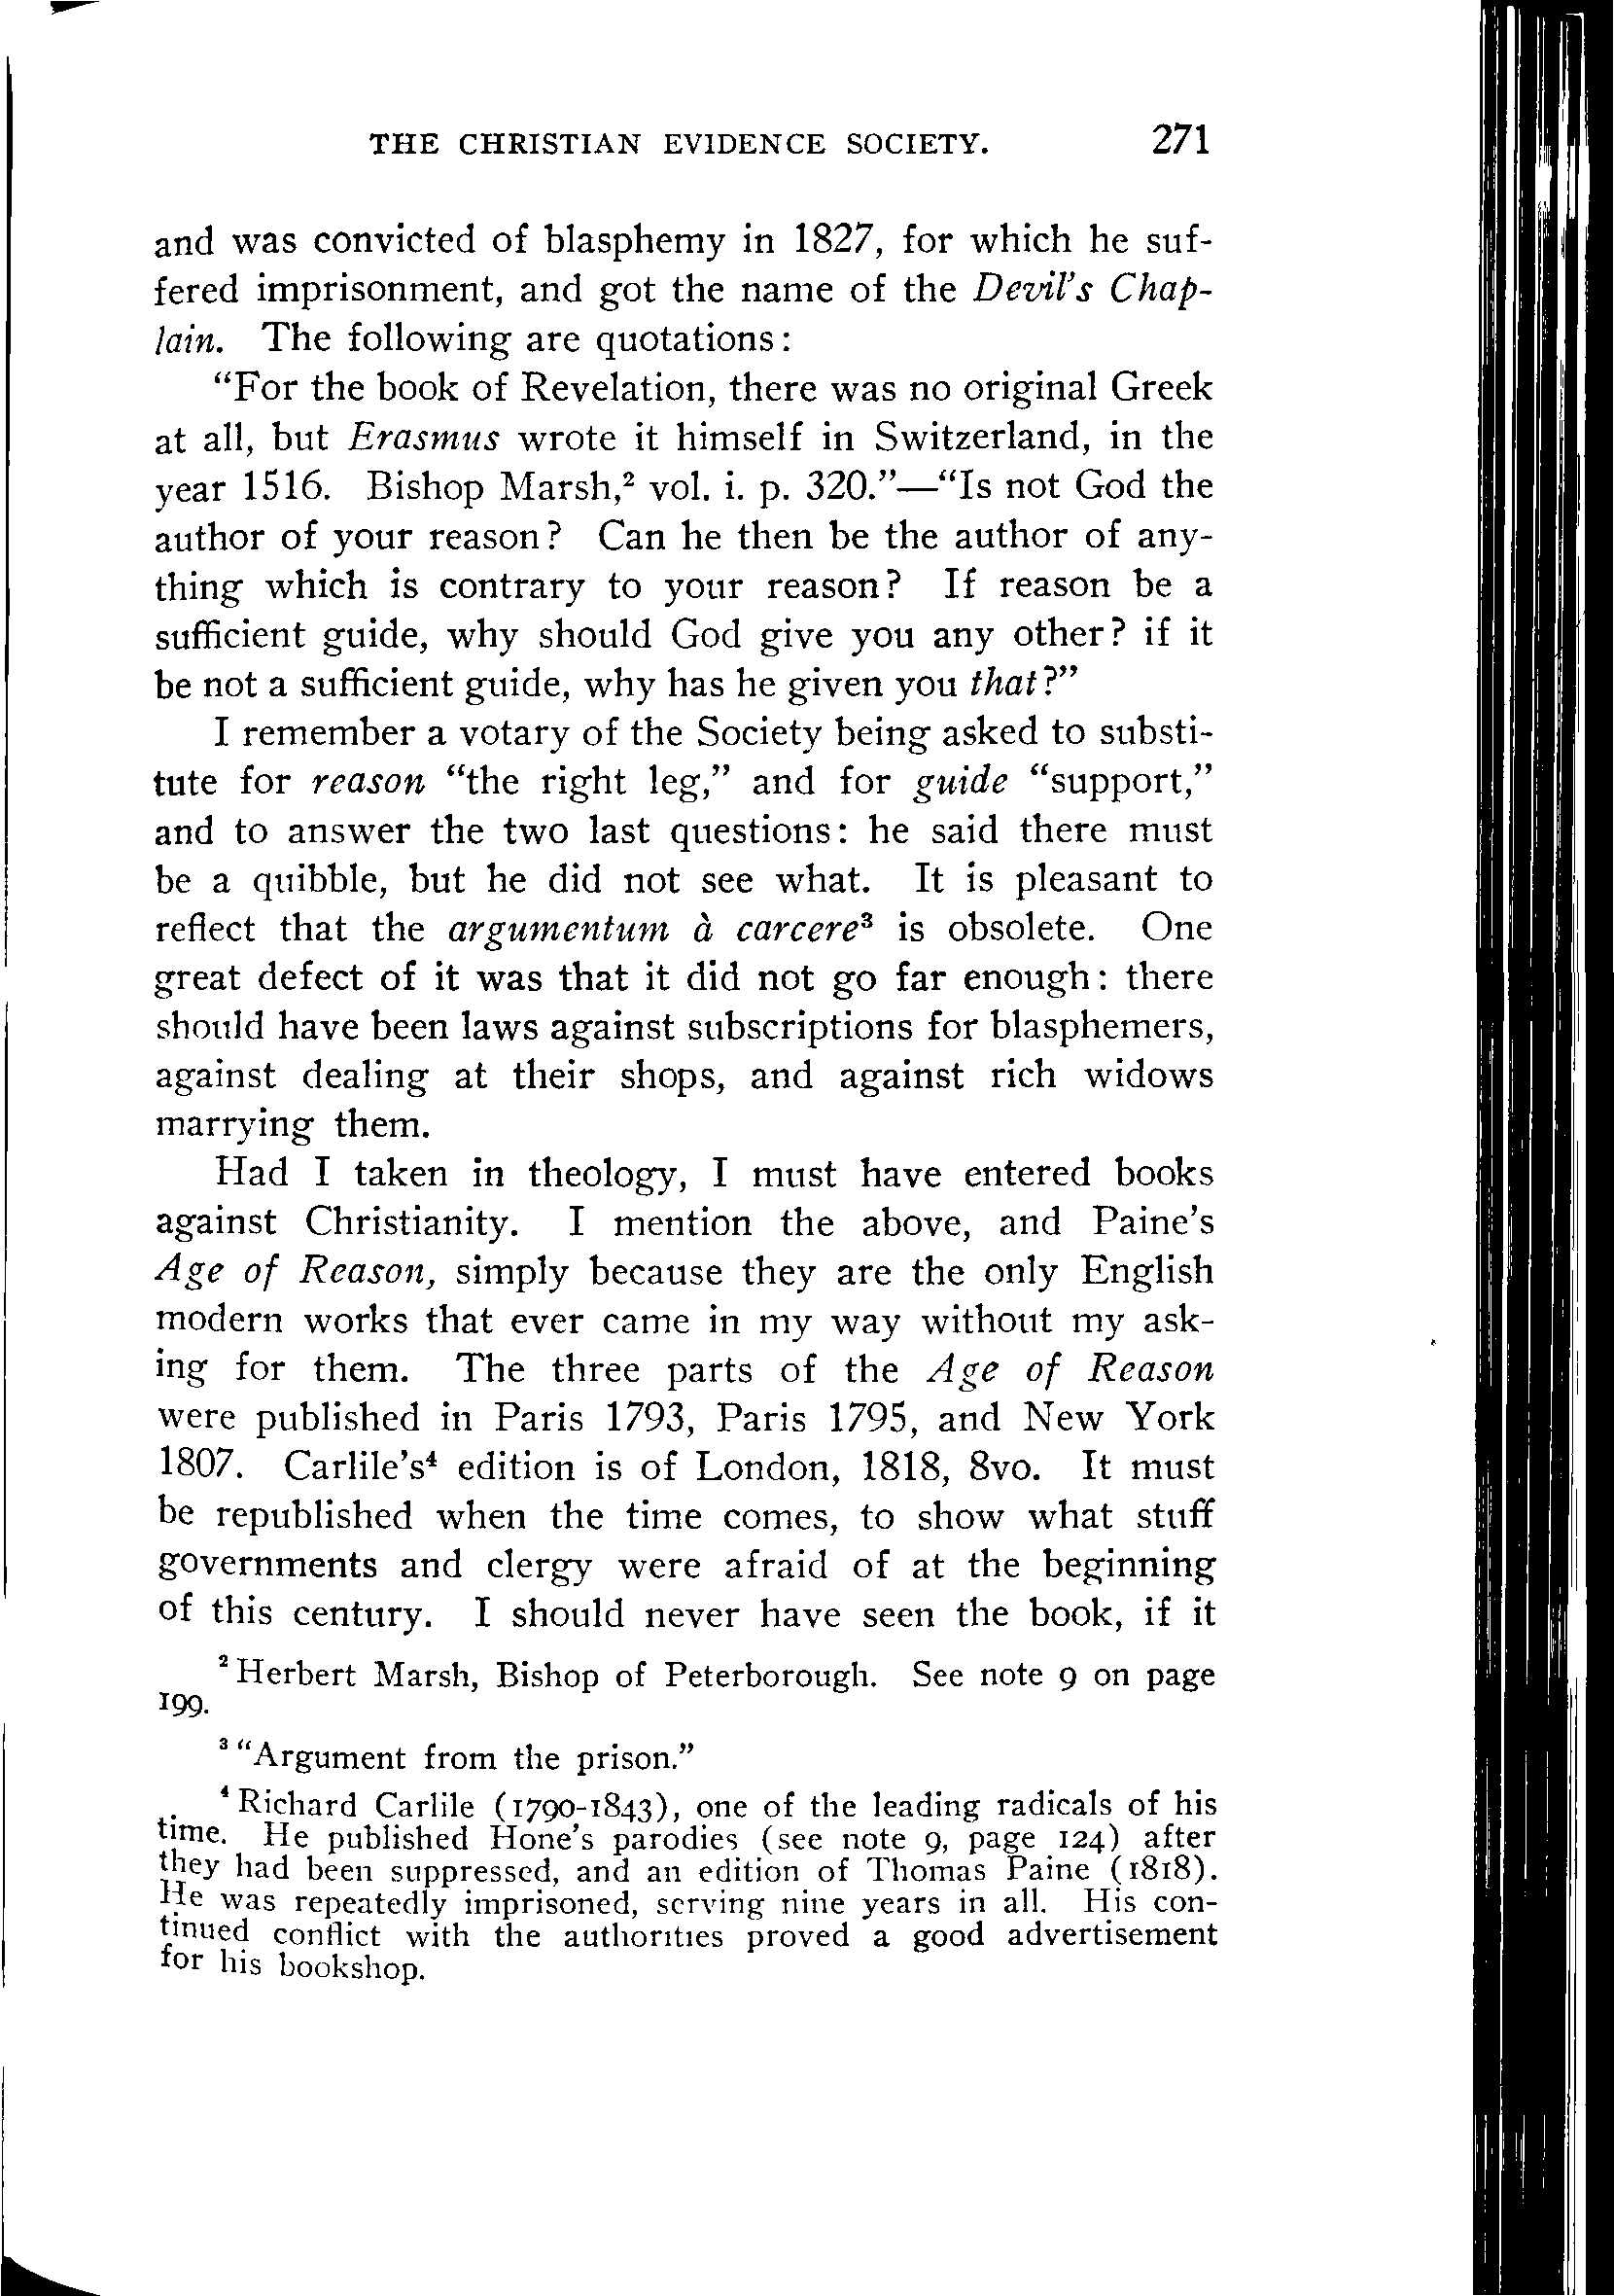 THE CHRISTIAN EVIDENCE SOCIETY. 271
and was convicted of blasphemy in 1827, for which he suf-
fered imprisonment, and got the name of the Devil's Chap-
lain. The following are quotations:
"For the book of Revelation, there was no original Greek
at all, but Erasmus wrote it himself in Switzerland, in the
year 1516. Bishop Marsh,² vol. i. p. 320."—"Is not God the
author of your reason? Can he then be the author of any-
thing which is contrary to your reason? If reason be a
sufficient guide, why should God give you any other? if it
be not a sufficient guide, why has he given you that?"
I remember a votary of the Society being asked to substi-
tute for reason "the right leg," and for guide "support,"
and to answer the two last questions: he said there must
be a quibble, but he did not see what. It is pleasant to
reflect that the argumentum à carcere³ is obsolete. One
great defect of it was that it did not go far enough: there
should have been laws against subscriptions for blasphemers,
against dealing at their shops, and against rich widows
marrying them.
Had I taken in theology, I must have entered books
against Christianity. I mention the above, and Paine's
Age of Reason, simply because they are the only English
modern works that ever came in my way without my ask-
ing for them. The three parts of the Age of Reason
were published in Paris 1793, Paris 1795, and New York
1807. Carlile's⁴ edition is of London, 1818, 8vo. It must
be republished when the time comes, to show what stuff
governments and clergy were afraid of at the beginning
of this century. I should never have seen the book, if it
² Herbert Marsh, Bishop of Peterborough. See note 9 on page
199.
³ "Argument from the prison."
⁴ Richard Carlile (1790-1843), one of the leading radicals of his
time. He published Hone's parodies (see note 9, page 124) after
they had been suppressed, and an edition of Thomas Paine (1818).
He was repeatedly imprisoned, serving nine years in all. His con-
tinued conflict with the authorities proved a good advertisement
for his bookshop.